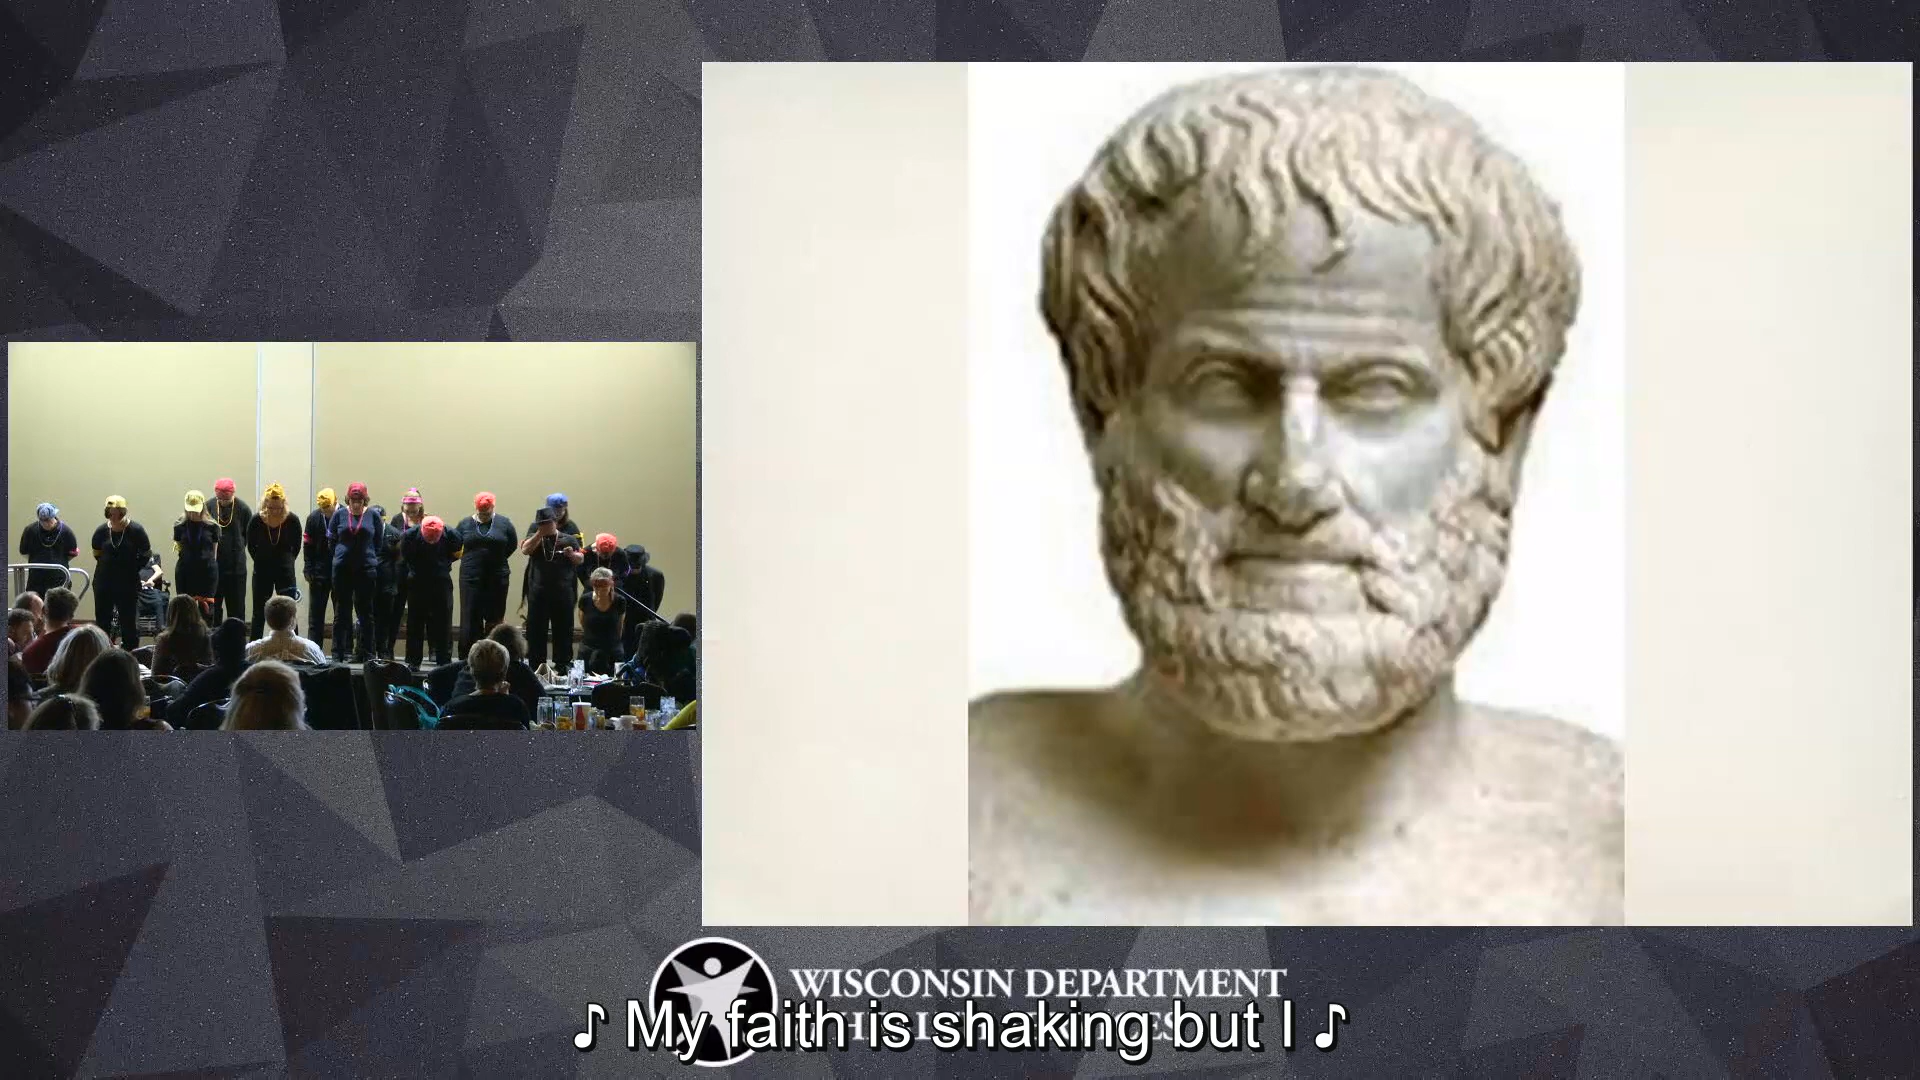 WISCONSIN DEPARTMENT
♪ My faith is shaking but I ♪